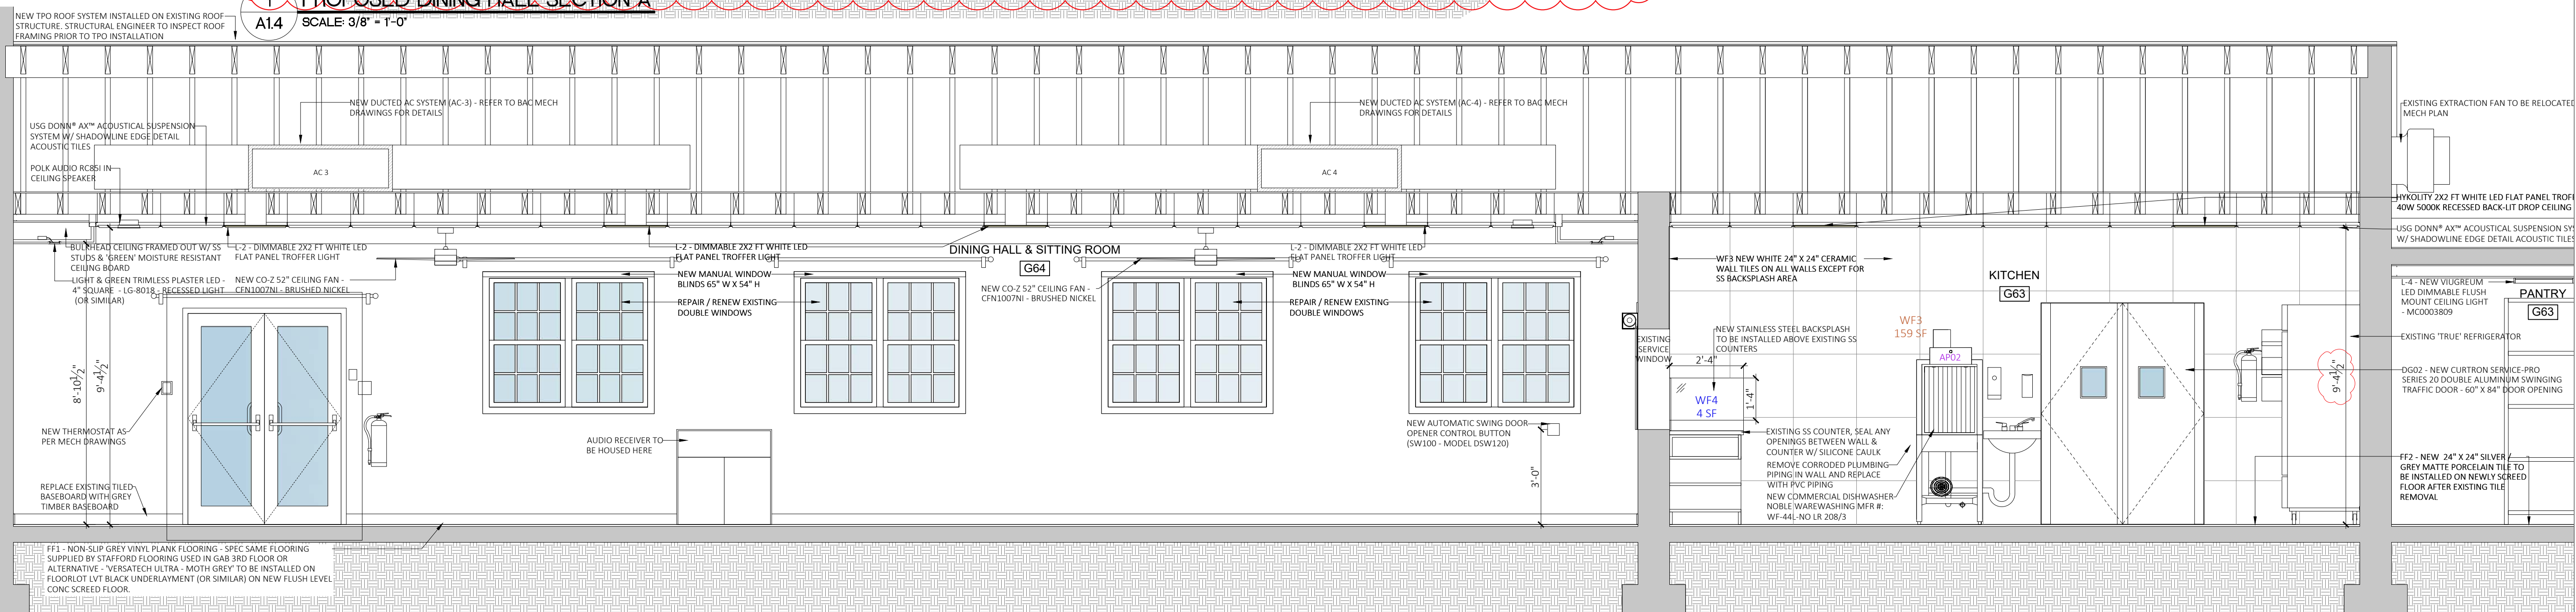 1
PROPOSED DINING HALL SECTION A
A1.4
SCALE: 3/8" = 1'-0"
NEW TPO ROOF SYSTEM INSTALLED ON EXISTING ROOF
STRUCTURE. STRUCTURAL ENGINEER TO INSPECT ROOF
FRAMING PRIOR TO TPO INSTALLATION
NEW DUCTED AC SYSTEM (AC-3) - REFER TO BAC MECH
DRAWINGS FOR DETAILS
NEW DUCTED AC SYSTEM (AC-4) - REFER TO BAC MECH
DRAWINGS FOR DETAILS
EXISTING EXTRACTION FAN TO BE RELOCATED
MECH PLAN
USG DONN® AX™ ACOUSTICAL SUSPENSION
SYSTEM W/ SHADOWLINE EDGE DETAIL
ACOUSTIC TILES
POLK AUDIO RC85I IN
CEILING SPEAKER
AC 3
AC 4
HYKOLITY 2X2 FT WHITE LED FLAT PANEL TROFF
40W 5000K RECESSED BACK-LIT DROP CEILING
USG DONN® AX™ ACOUSTICAL SUSPENSION SYS
W/ SHADOWLINE EDGE DETAIL ACOUSTIC TILES
BULKHEAD CEILING FRAMED OUT W/ SS
STUDS & 'GREEN' MOISTURE RESISTANT
CEILING BOARD
L-2 - DIMMABLE 2X2 FT WHITE LED
FLAT PANEL TROFFER LIGHT
LIGHT & GREEN TRIMLESS PLASTER LED -
4" SQUARE - LG-8018 - RECESSED LIGHT
(OR SIMILAR)
NEW CO-Z 52" CEILING FAN -
CFN1007NI - BRUSHED NICKEL
L-2 - DIMMABLE 2X2 FT WHITE LED
FLAT PANEL TROFFER LIGHT
NEW MANUAL WINDOW
BLINDS 65" W X 54" H
REPAIR / RENEW EXISTING
DOUBLE WINDOWS
DINING HALL & SITTING ROOM
G64
NEW CO-Z 52" CEILING FAN -
CFN1007NI - BRUSHED NICKEL
L-2 - DIMMABLE 2X2 FT WHITE LED
FLAT PANEL TROFFER LIGHT
NEW MANUAL WINDOW
BLINDS 65" W X 54" H
REPAIR / RENEW EXISTING
DOUBLE WINDOWS
WF3 NEW WHITE 24" X 24" CERAMIC
WALL TILES ON ALL WALLS EXCEPT FOR
SS BACKSPLASH AREA
KITCHEN
G63
L-4 - NEW VIUGREUM
LED DIMMABLE FLUSH
MOUNT CEILING LIGHT
- MC0003809
PANTRY
G63
8'-10 1/2"
9'-4 1/2"
EXISTING
SERVICE
WINDOW
NEW STAINLESS STEEL BACKSPLASH
TO BE INSTALLED ABOVE EXISTING SS
COUNTERS
2'-4"
WF4
4 SF
1'-4"
WF3
159 SF
AP02
EXISTING 'TRUE' REFRIGERATOR
9'-4 1/2"
DG02 - NEW CURTRON SERVICE-PRO
SERIES 20 DOUBLE ALUMINUM SWINGING
TRAFFIC DOOR - 60" X 84" DOOR OPENING
NEW THERMOSTAT AS
PER MECH DRAWINGS
AUDIO RECEIVER TO
BE HOUSED HERE
NEW AUTOMATIC SWING DOOR
OPENER CONTROL BUTTON
(SW100 - MODEL DSW120)
3'-0"
EXISTING SS COUNTER, SEAL ANY
OPENINGS BETWEEN WALL &
COUNTER W/ SILICONE CAULK
REMOVE CORRODED PLUMBING
PIPING IN WALL AND REPLACE
WITH PVC PIPING
NEW COMMERCIAL DISHWASHER
NOBLE WAREWASHING MFR #:
WF-44L-NO LR 208/3
FF2 - NEW 24" X 24" SILVER /
GREY MATTE PORCELAIN TILE TO
BE INSTALLED ON NEWLY SCREED
FLOOR AFTER EXISTING TILE
REMOVAL
REPLACE EXISTING TILED
BASEBOARD WITH GREY
TIMBER BASEBOARD
FF1 - NON-SLIP GREY VINYL PLANK FLOORING - SPEC SAME FLOORING
SUPPLIED BY STAFFORD FLOORING USED IN GAB 3RD FLOOR OR
ALTERNATIVE - 'VERSATECH ULTRA - MOTH GREY' TO BE INSTALLED ON
FLOORLOT LVT BLACK UNDERLAYMENT (OR SIMILAR) ON NEW FLUSH LEVEL
CONC SCREED FLOOR.